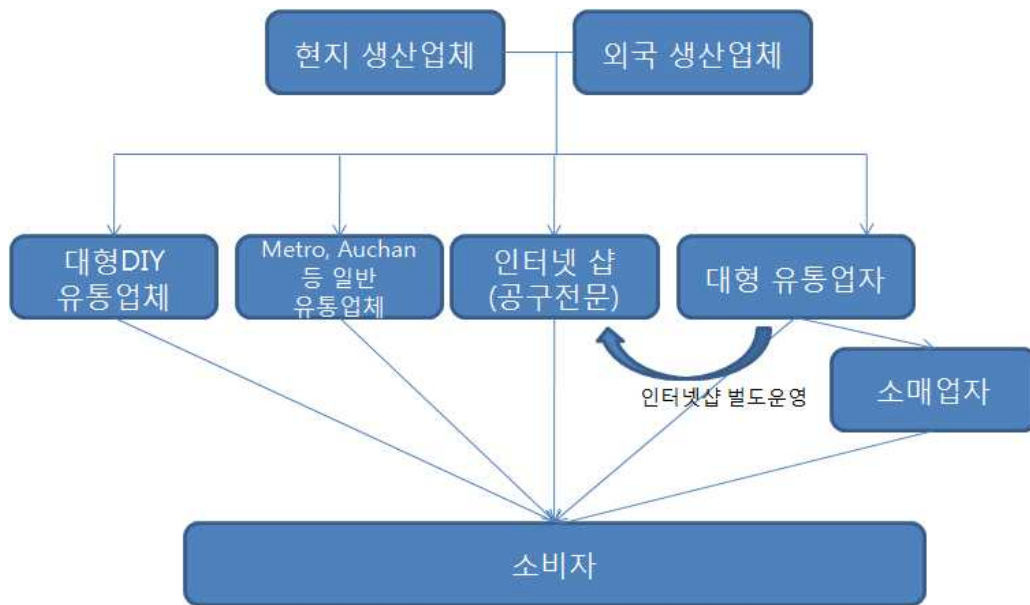 현지 생산업체
외국 생산업체
대형DIY
유통업체
Metro, Auchan
등 일반
유통업체
인터넷 샵
(공구전문)
대형 유통업자
인터넷샵 벌도운영
소매업자
소비자